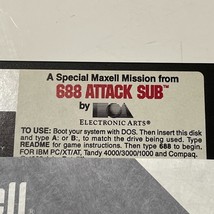 A Special Maxell Mission from
688 ATTACK SUB™
by EA
ELECTRONIC ARTS®
TO USE: Boot your system with DOS. Then insert this disk
and type A: or B:, to match the drive being used. Type
README for game instructions. Then type 688 to begin.
FOR IBM PC/XT/AT, Tandy 4000/3000/1000 and Compaq.